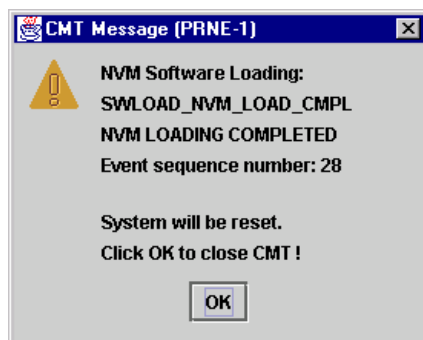 CMT Message (PRNE-1)
NVM Software Loading:
SWLOAD_NVM_LOAD_CMPL
NVM LOADING COMPLETED
Event sequence number: 28
System will be reset.
Click OK to close CMT !
OK